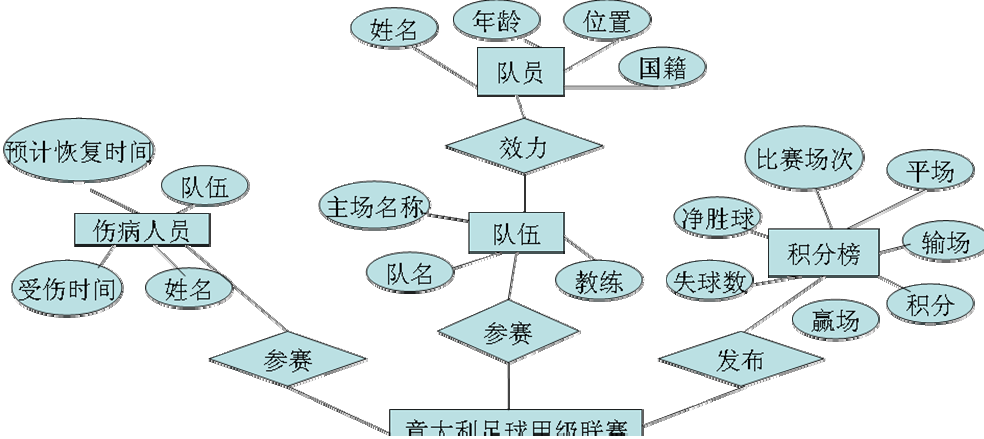 姓名
年龄
位置
国籍
队员
效力
预计恢复时间
队伍
伤病人员
受伤时间
姓名
主场名称
队伍
队名
教练
比赛场次
平场
净胜球
积分榜
输场
失球数
积分
赢场
参赛
参赛
发布
意大利足球甲级联赛